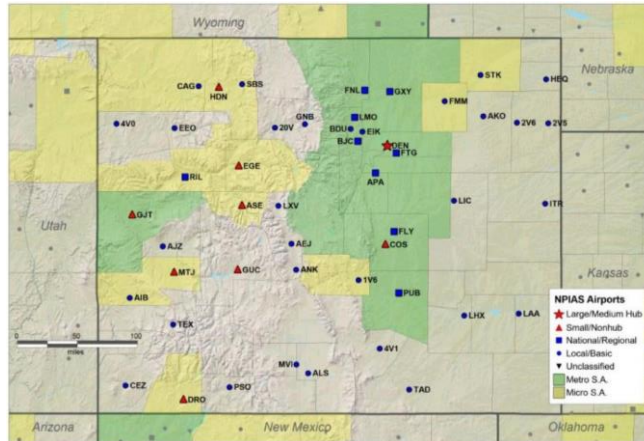 Wyoming
Nebraska
STK
HEQ
CAG
HDN
SBS
FNL
GXY
FMM
4V0
EEO
20V
GNB
LMO
BDU
EIK
BJC
DEN
FTG
AKO
2V6
2V5
EGE
RIL
APA
Utah
GJT
ASE
LXV
LIC
ITR
AJZ
AEJ
FLY
COS
MTJ
GUC
ANK
1V6
Kansas
AIB
PUB
TEX
LHX
LAA
0 50 100
miles
4V1
MVI
ALS
CEZ
PSO
TAD
DRO
NPIAS Airports
Large/Medium Hub
Small/Nonhub
National/Regional
Local/Basic
Unclassified
Metro S.A.
Micro S.A.
Arizona
New Mexico
Oklahoma